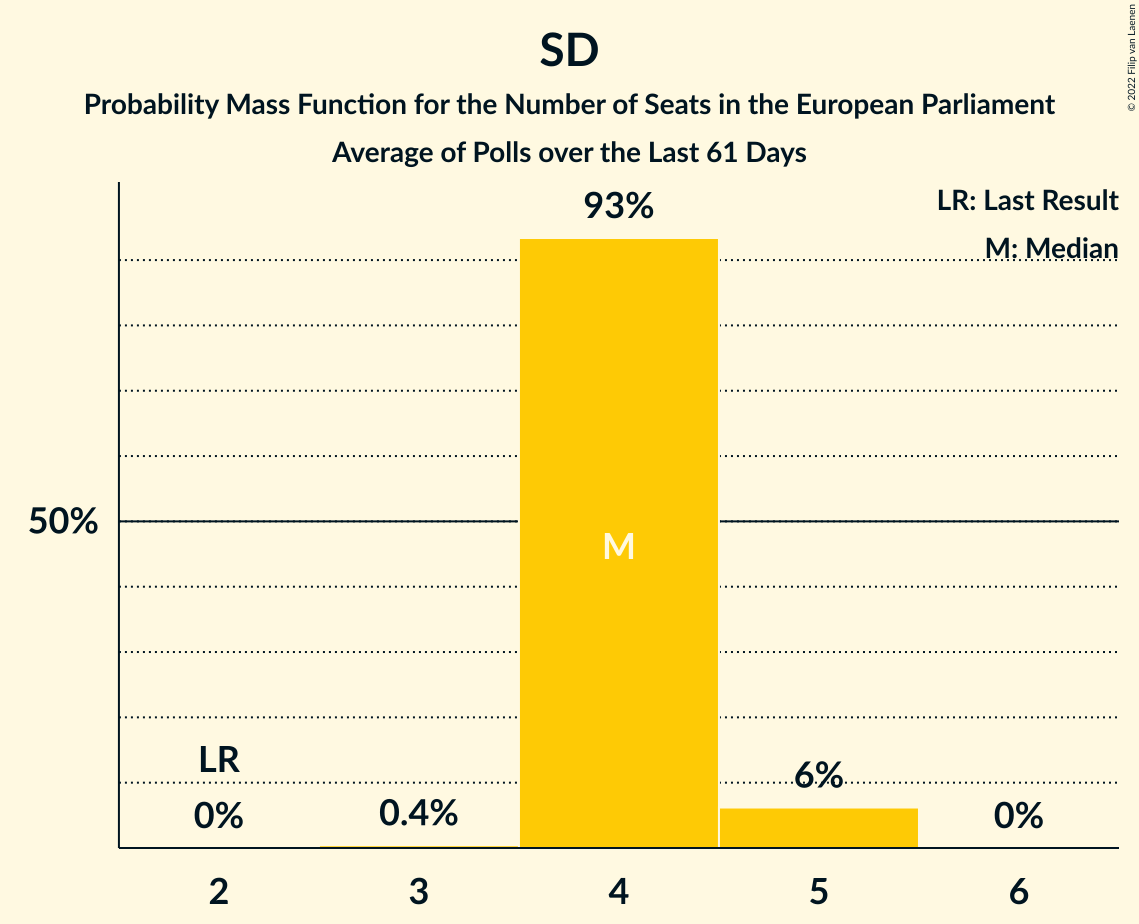 SD
Probability Mass Function for the Number of Seats in the European Parliament
Average of Polls over the Last 61 Days
© 2022 Filip van Laenen
LR: Last Result
M: Median
93%
50%
M
LR
0%
0.4%
6%
0%
2 3 4 5 6